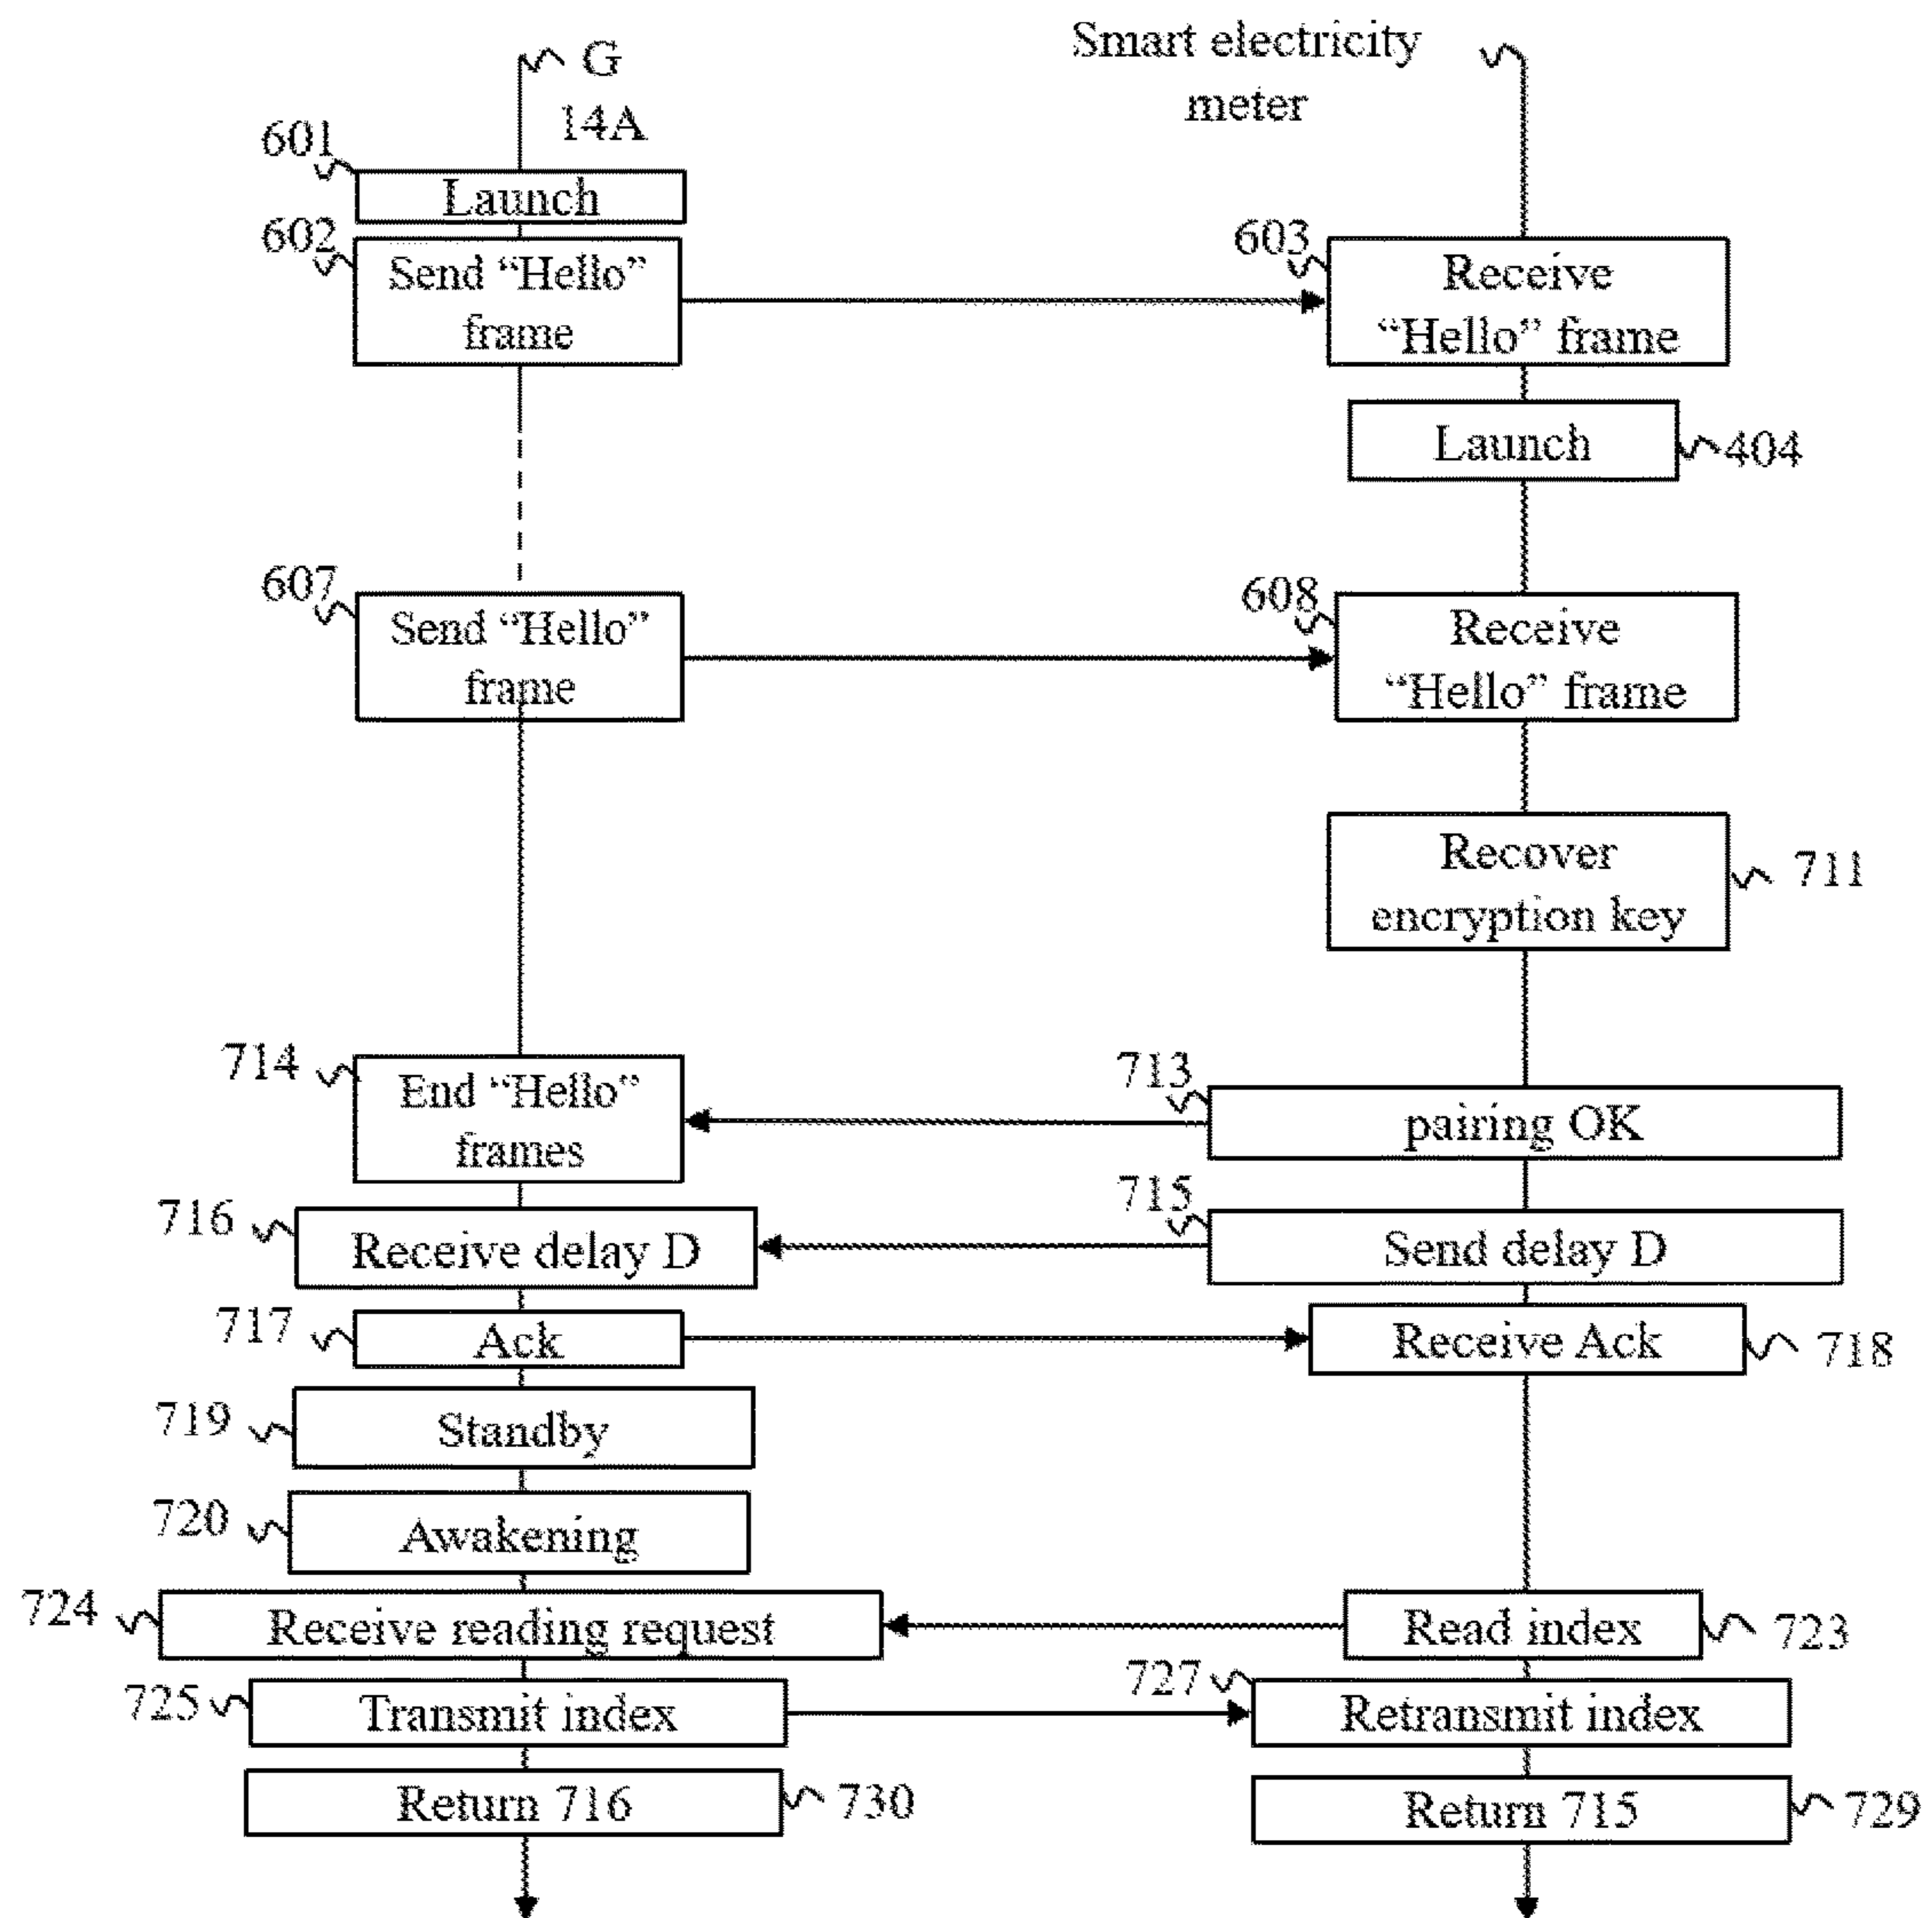 G
14A
Smart electricity
meter
601
Launch
602
Send “Hello”
frame
603
Receive
“Hello” frame
Launch
404
607
Send “Hello”
frame
608
Receive
“Hello” frame
Recover
encryption key
711
714
End “Hello”
frames
713
pairing OK
716
Receive delay D
715
Send delay D
717
Ack
Receive Ack
718
719
Standby
720
Awakening
724
Receive reading request
Read index
723
725
Transmit index
727
Retransmit index
Return 716
730
Return 715
729